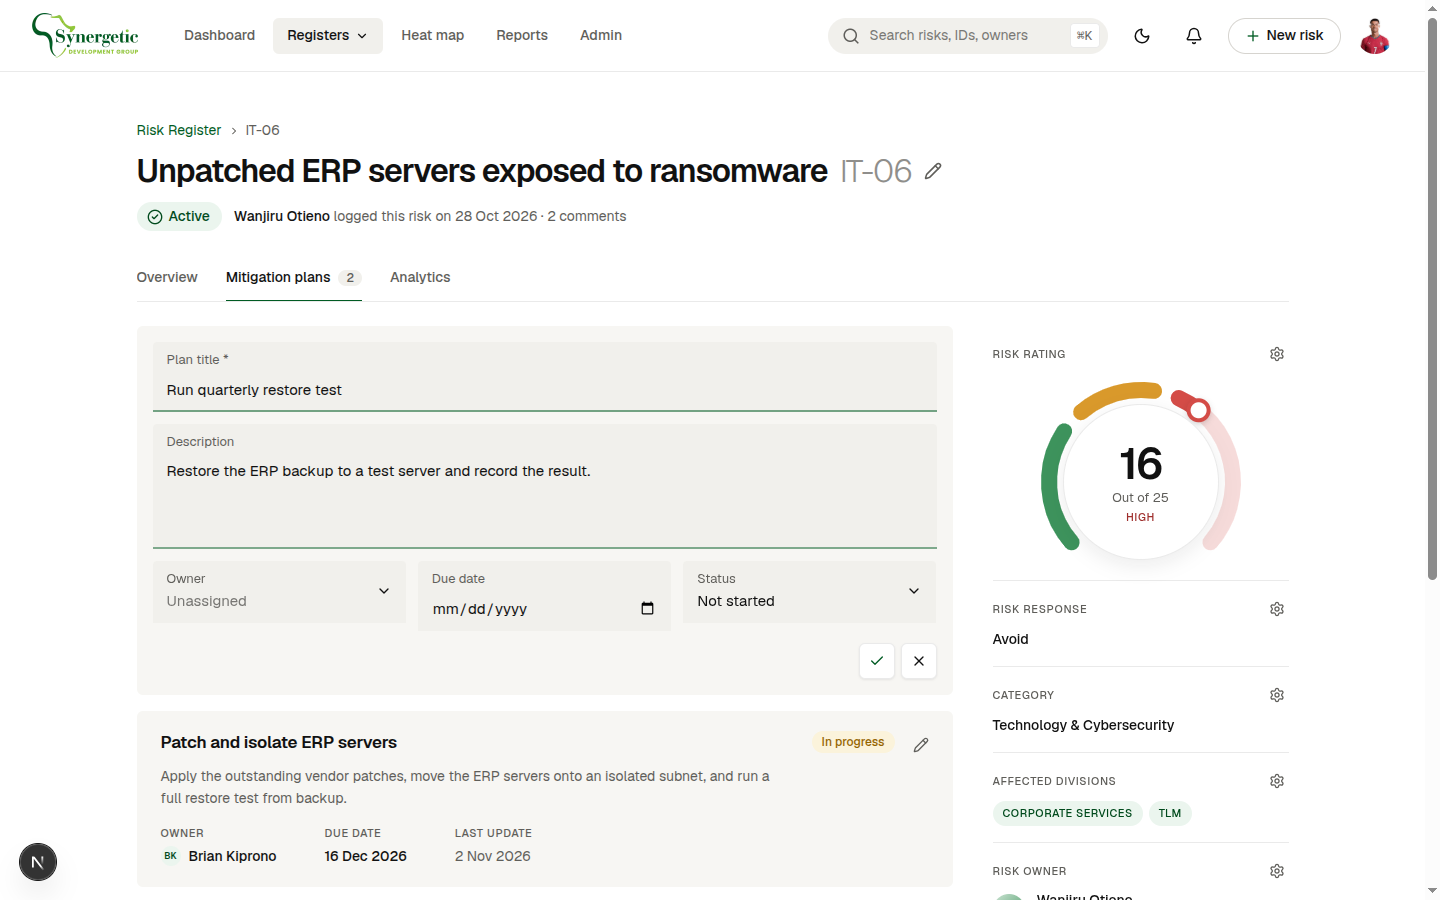 Synergetic
DEVELOPMENT GROUP
Dashboard
Registers
Heat map
Reports
Admin
Search risks, IDs, owners
⌘K
New risk
7
Risk Register › IT-06
Unpatched ERP servers exposed to ransomware IT-06
Active
Wanjiru Otieno logged this risk on 28 Oct 2026 · 2 comments
Overview
Mitigation plans 2
Analytics
Plan title *
Run quarterly restore test
Description
Restore the ERP backup to a test server and record the result.
Owner
Unassigned
Due date
mm/dd/yyyy
Status
Not started
Patch and isolate ERP servers
In progress
Apply the outstanding vendor patches, move the ERP servers onto an isolated subnet, and run a
full restore test from backup.
OWNER
BK Brian Kiprono
DUE DATE
16 Dec 2026
LAST UPDATE
2 Nov 2026
RISK RATING
16
Out of 25
HIGH
RISK RESPONSE
Avoid
CATEGORY
Technology & Cybersecurity
AFFECTED DIVISIONS
CORPORATE SERVICES
TLM
RISK OWNER
Wanjiru Otieno
N